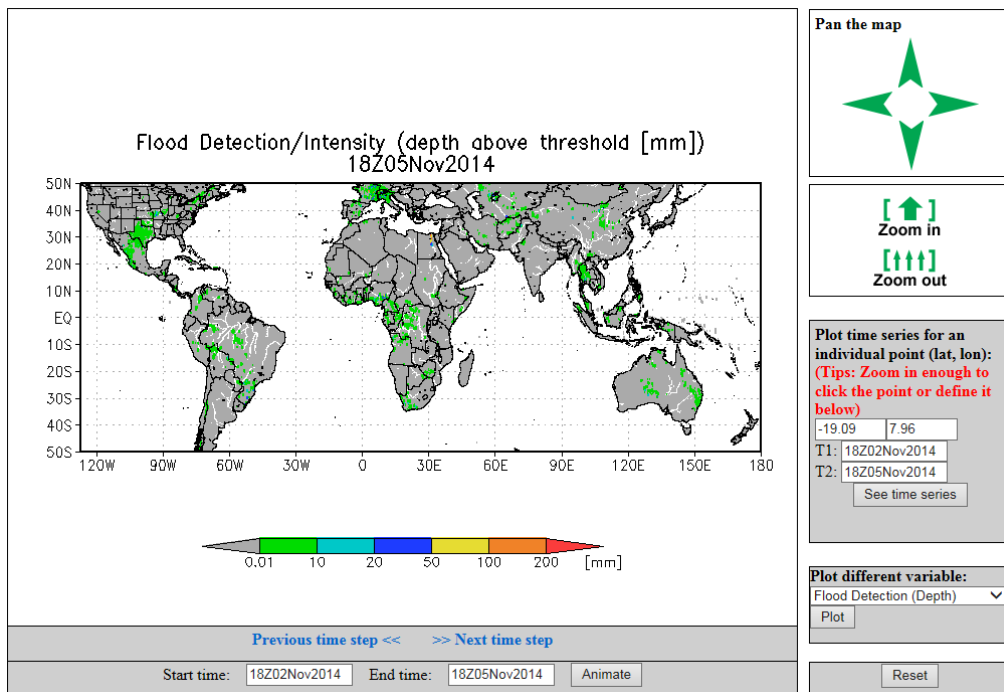 Flood Detection/Intensity (depth above threshold [mm])
18Z05Nov2014
50N
40N
30N
20N
10N
EQ
10S
20S
30S
40S
50S
120W 90W 60W 30W 0 30E 60E 90E 120E 150E 180
0.01 10 20 50 100 200 [mm]
Previous time step << >> Next time step
Start time: 18Z02Nov2014 End time: 18Z05Nov2014 Animate
Pan the map
[ ]
Zoom in
[ ]
Zoom out
Plot time series for an
individual point (lat, lon):
(Tips: Zoom in enough to
click the point or define it
below)
-19.09 7.96
T1: 18Z02Nov2014
T2: 18Z05Nov2014
See time series
Plot different variable:
Flood Detection (Depth)
Plot
Reset